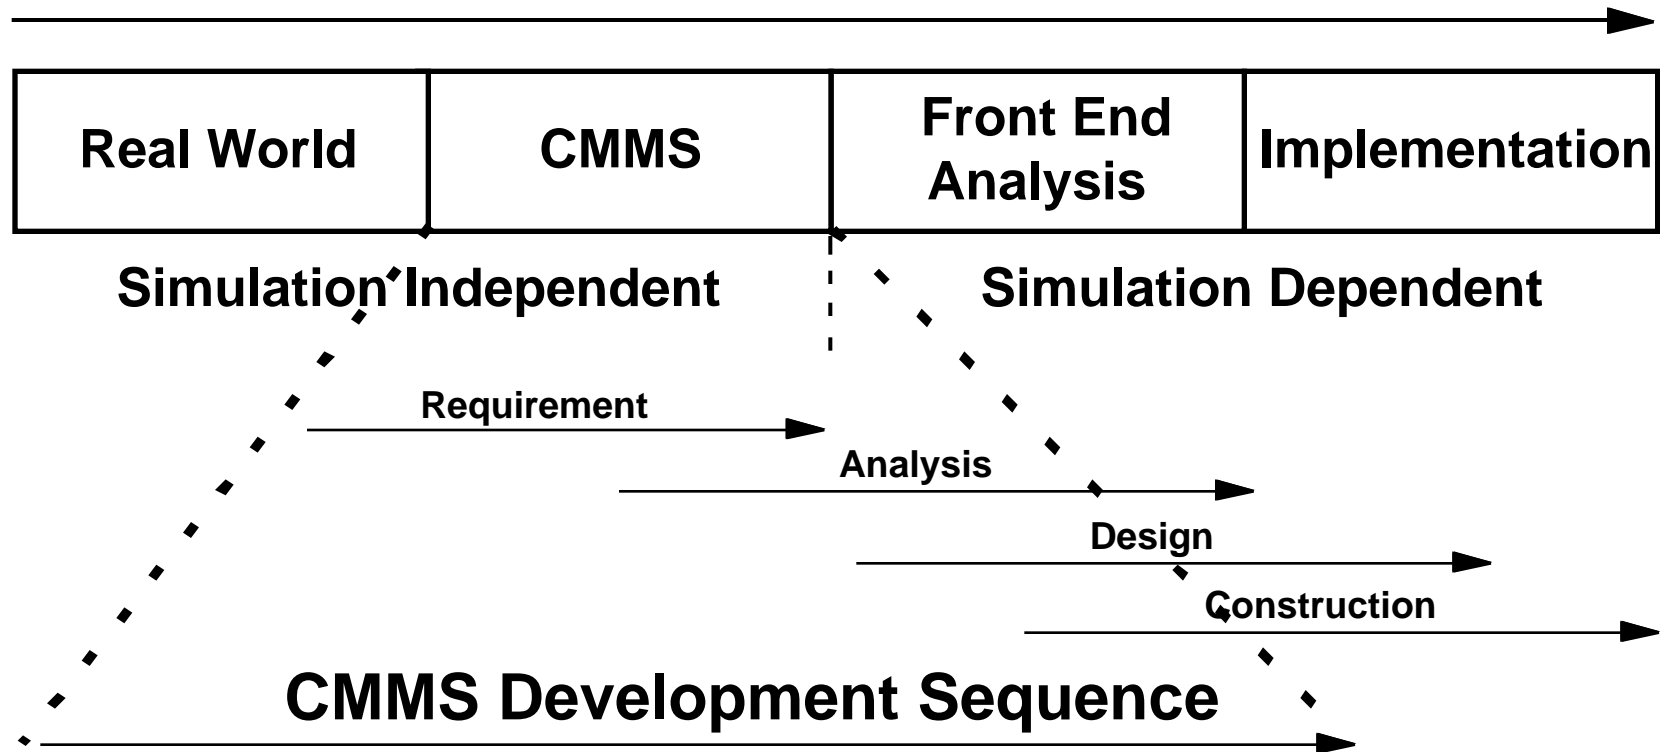 Real World
CMMS
Front End
Analysis
Implementation
Simulation Independent
Simulation Dependent
Requirement
Analysis
Design
Construction
CMMS Development Sequence